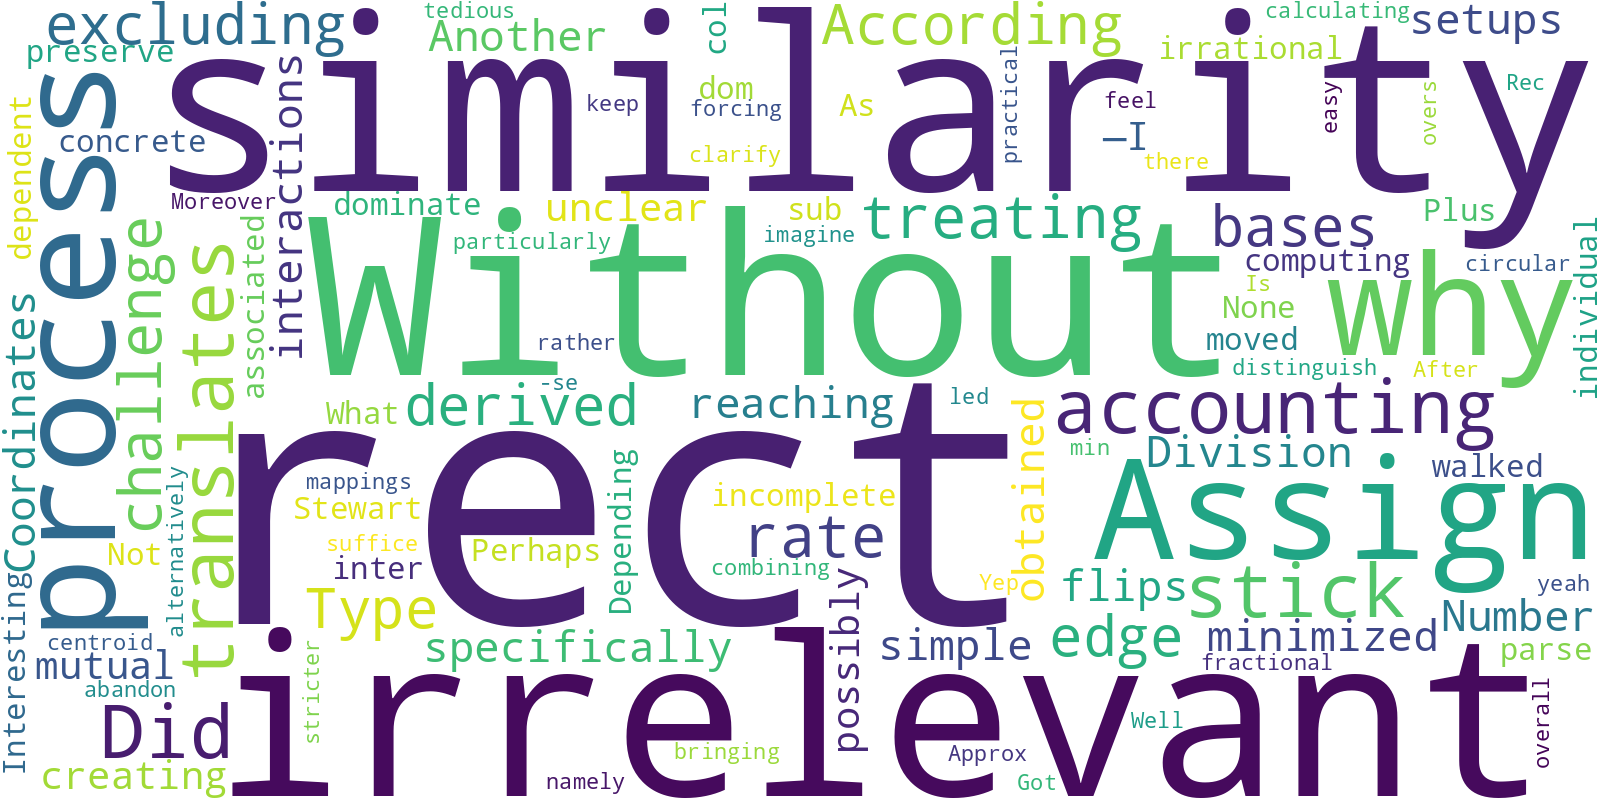 excluding
tedious
Another
col
According
calculating
setups
preserve
similarity
irrational
keep
dom
forcing
As
practical
feel
—I
easy
overs
Rec
dependent
concrete
interactions
clarify
there
process
Moreover
dominate
unclear
sub
treating
bases
Plus
challenge
associated
particularly
imagine
computing
circular
individual
translates
Without
Is
None
why
moved
Coordinates
rather
distinguish
After
-se
derived
What
reaching
led
accounting
rect
obtained
min
Division
walked
mappings
Stewart
incomplete
Assign
alternatively
Not
suffice
inter
Perhaps
Depending
rate
combining
Yep
flips
stick
yeah
Interesting
Type
possibly
Number
centroid
mutual
specifically
simple
edge
minimized
parse
abandon
stricter
fractional
overall
Did
irrelevant
Well
creating
bringing
namely
Approx
Got